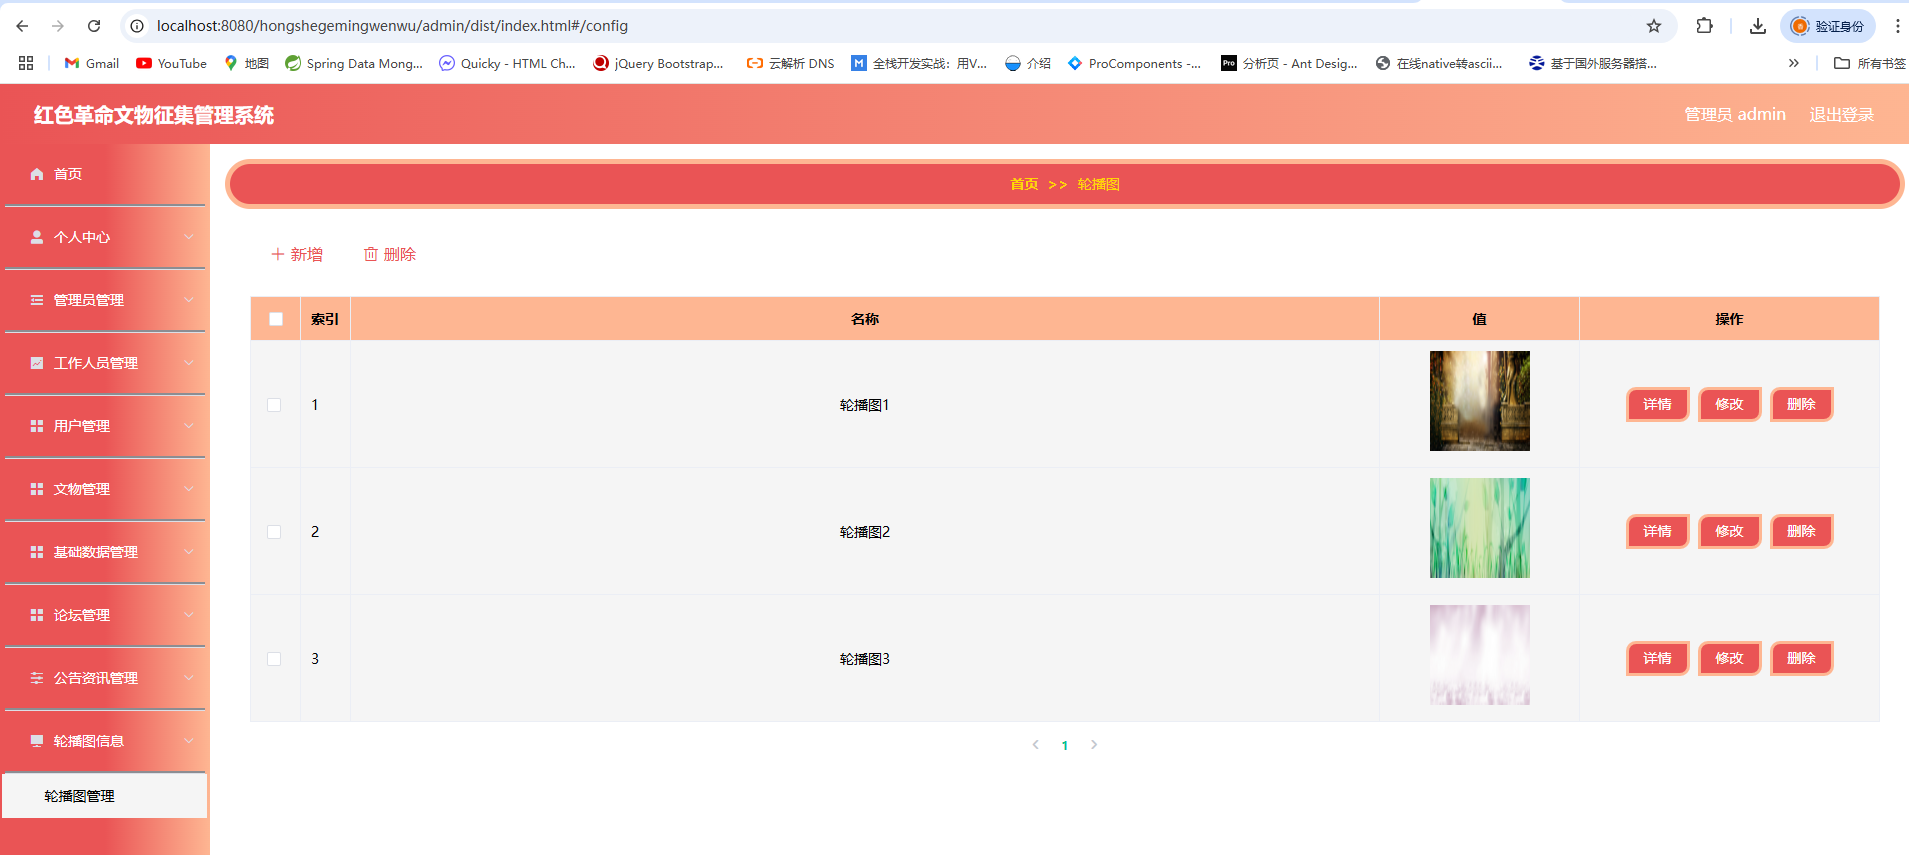 localhost:8080/hongshegemingwenwu/admin/dist/index.html#/config
验证身份
Gmail
YouTube
地图
Spring Data Mong...
Quicky - HTML Ch...
jQuery Bootstrap...
云解析 DNS
全栈开发实战：用V...
介绍
ProComponents -...
Pro
分析页 - Ant Desig...
在线native转ascii...
基于国外服务器搭...
所有书签
红色革命文物征集管理系统
管理员 admin
退出登录
首页
个人中心
管理员管理
工作人员管理
用户管理
文物管理
基础数据管理
论坛管理
公告资讯管理
轮播图信息
轮播图管理
首页 >> 轮播图
新增
删除
索引 名称 值 操作
1 轮播图1 详情 修改 删除
2 轮播图2 详情 修改 删除
3 轮播图3 详情 修改 删除
1